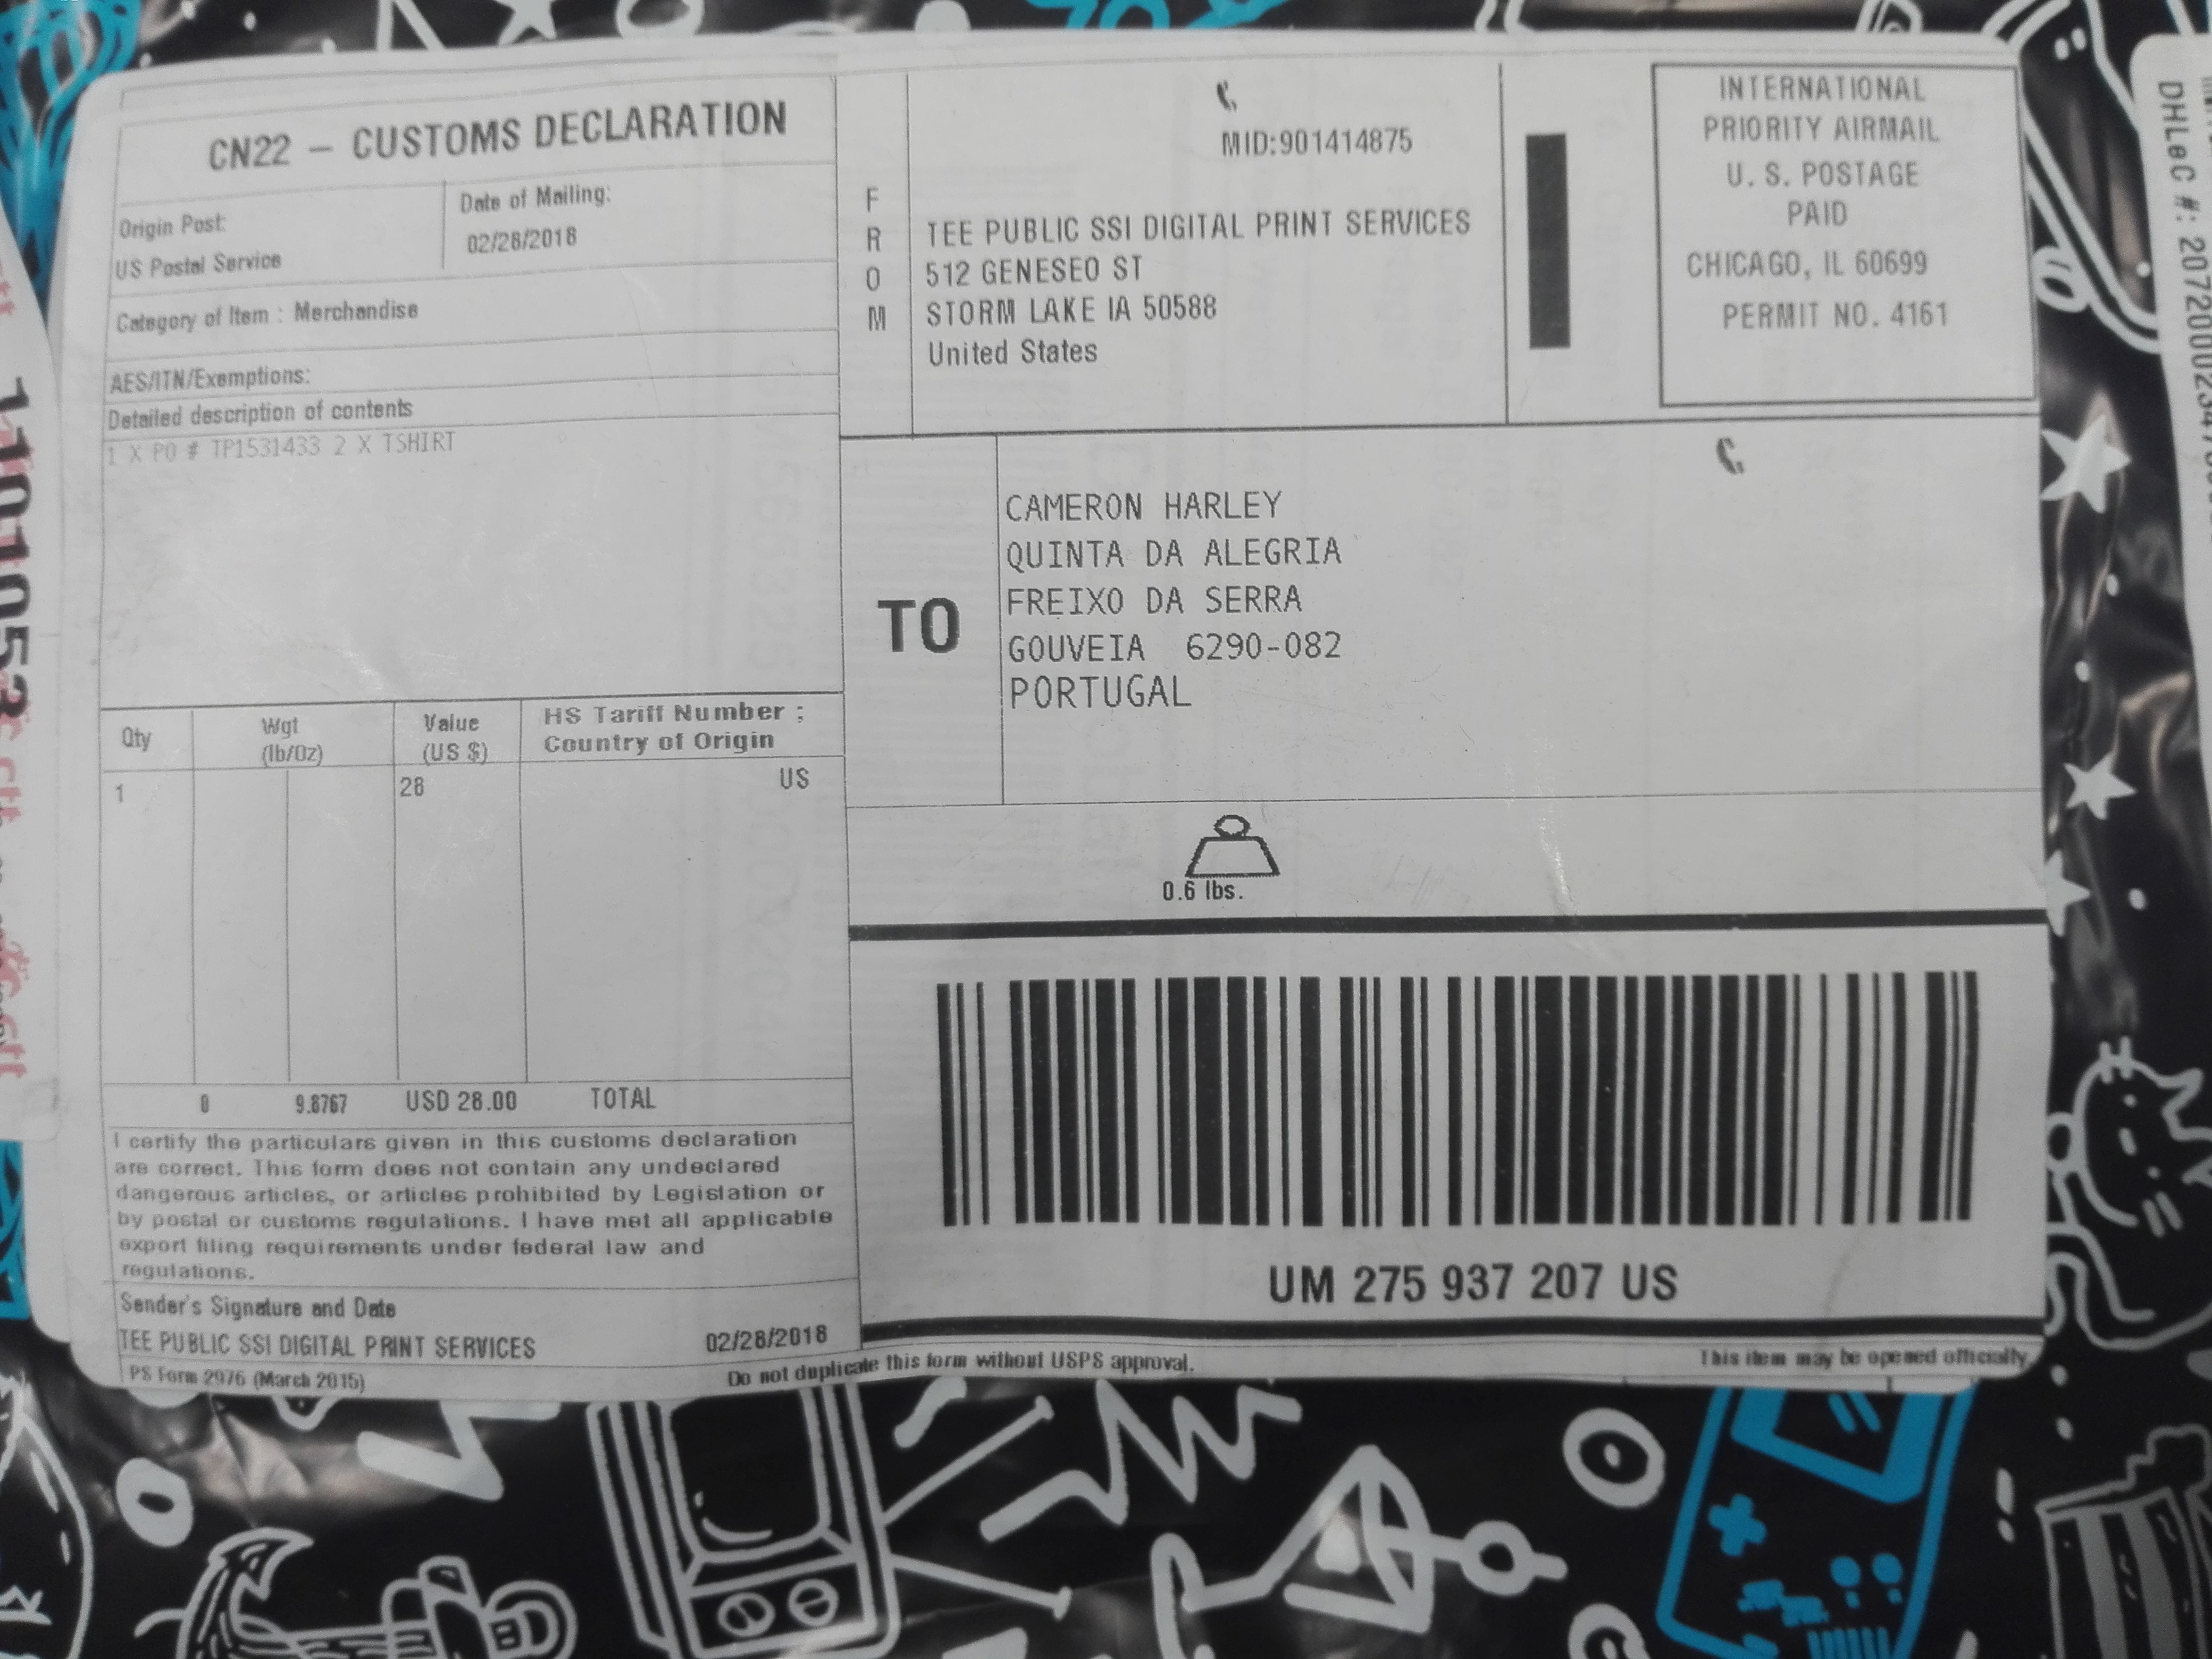 CN22 – CUSTOMS DECLARATION
Origin Post:
US Postal Service
Date of Mailing:
02/28/2018
Category of Item : Merchandise
AES/ITN/Exemptions:
Detailed description of contents
1 X PO # TP1531433 2 X TSHIRT
Qty
Wgt
(lb/Oz)
Value
(US $)
HS Tariff Number ;
Country of Origin
1
28
US
0 9.8767 USD 28.00 TOTAL
I certify the particulars given in this customs declaration
are correct. This form does not contain any undeclared
dangerous articles, or articles prohibited by Legislation or
by postal or customs regulations. I have met all applicable
export filing requirements under federal law and
regulations.
Sender's Signature and Date
TEE PUBLIC SSI DIGITAL PRINT SERVICES 02/28/2018
PS Form 2976 (March 2015)
Do not duplicate this form without USPS approval.
This item may be opened officially.
FROM
MID:901414875
TEE PUBLIC SSI DIGITAL PRINT SERVICES
512 GENESEO ST
STORM LAKE IA 50588
United States
INTERNATIONAL
PRIORITY AIRMAIL
U. S. POSTAGE
PAID
CHICAGO, IL 60699
PERMIT NO. 4161
TO
CAMERON HARLEY
QUINTA DA ALEGRIA
FREIXO DA SERRA
GOUVEIA 6290-082
PORTUGAL
0.6 lbs.
UM 275 937 207 US
DHLeC #: